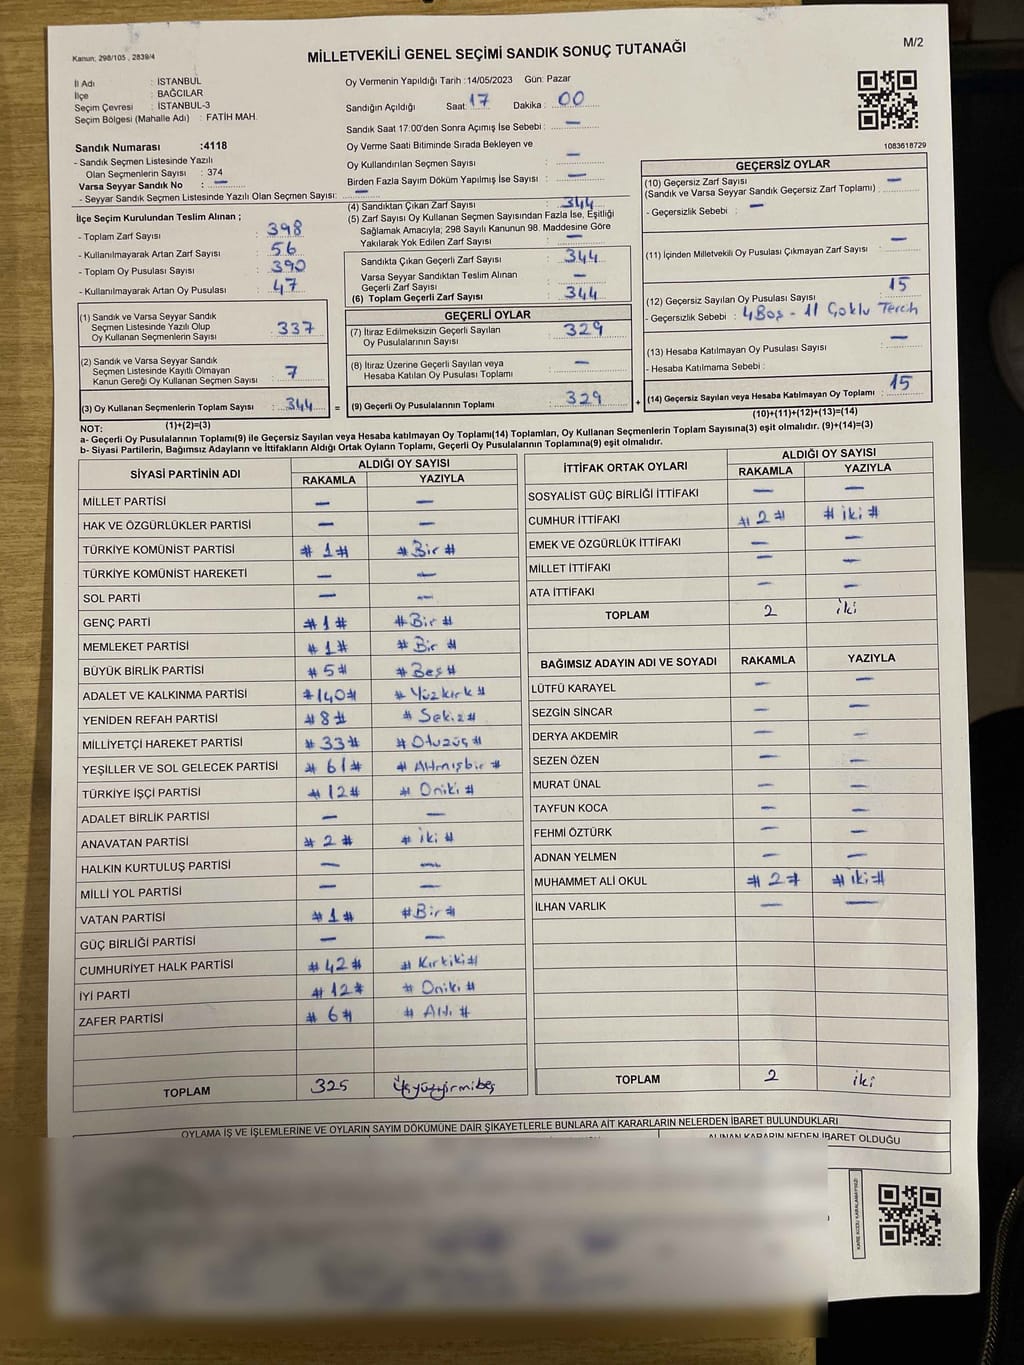 Kanun: 298/105 , 2839/4
MİLLETVEKİLİ GENEL SEÇİMİ SANDIK SONUÇ TUTANAĞI
M/2
İl Adı : İSTANBUL
İlçe : BAĞCILAR
Seçim Çevresi : İSTANBUL-3
Seçim Bölgesi (Mahalle Adı) : FATİH MAH.
Sandık Numarası :4118
- Sandık Seçmen Listesinde Yazılı
Olan Seçmenlerin Sayısı : 374
Varsa Seyyar Sandık No : —
- Seyyar Sandık Seçmen Listesinde Yazılı Olan Seçmen Sayısı: —
Oy Vermenin Yapıldığı Tarih :14/05/2023 Gün: Pazar
Sandığın Açıldığı Saat 17 Dakika : 00
Sandık Saat 17:00'den Sonra Açımış İse Sebebi : —
Oy Verme Saati Bitiminde Sırada Bekleyen ve
Oy Kullandırılan Seçmen Sayısı : —
Birden Fazla Sayım Döküm Yapılmış İse Sayısı : —
1083618729
İlçe Seçim Kurulundan Teslim Alınan ;
- Toplam Zarf Sayısı : 398
- Kullanılmayarak Artan Zarf Sayısı : 56
- Toplam Oy Pusulası Sayısı : 390
- Kullanılmayarak Artan Oy Pusulası : 47
(4) Sandıktan Çıkan Zarf Sayısı : 344
(5) Zarf Sayısı Oy Kullanan Seçmen Sayısından Fazla İse, Eşitliği
Sağlamak Amacıyla; 298 Sayılı Kanunun 98. Maddesine Göre
Yakılarak Yok Edilen Zarf Sayısı : —
Sandıkta Çıkan Geçerli Zarf Sayısı : 344
Varsa Seyyar Sandıktan Teslim Alınan
Geçerli Zarf Sayısı : —
(6) Toplam Geçerli Zarf Sayısı : 344
GEÇERSİZ OYLAR
(10) Geçersiz Zarf Sayısı
(Sandık ve Varsa Seyyar Sandık Geçersiz Zarf Toplamı) : —
- Geçersizlik Sebebi : —
(11) İçinden Milletvekili Oy Pusulası Çıkmayan Zarf Sayısı : —
(12) Geçersiz Sayılan Oy Pusulası Sayısı : 15
- Geçersizlik Sebebi : 4 Boş - 11 Çoklu Tercih
(13) Hesaba Katılmayan Oy Pusulası Sayısı : —
- Hesaba Katılmama Sebebi :
(14) Geçersiz Sayılan veya Hesaba Katılmayan Oy Toplamı : 15
(10)+(11)+(12)+(13)=(14)
(1) Sandık ve Varsa Seyyar Sandık
Seçmen Listesinde Yazılı Olup
Oy Kullanan Seçmenlerin Sayısı : 337
(2) Sandık ve Varsa Seyyar Sandık
Seçmen Listesinde Kayıtlı Olmayan
Kanun Gereği Oy Kullanan Seçmen Sayısı : 7
(3) Oy Kullanan Seçmenlerin Toplam Sayısı : 344 =
(1)+(2)=(3)
GEÇERLİ OYLAR
(7) İtiraz Edilmeksizin Geçerli Sayılan
Oy Pusulalarının Sayısı : 329
(8) İtiraz Üzerine Geçerli Sayılan veya
Hesaba Katılan Oy Pusulası Toplamı : —
(9) Geçerli Oy Pusulalarının Toplamı : 329 +
NOT:
a- Geçerli Oy Pusulalarının Toplamı(9) ile Geçersiz Sayılan veya Hesaba katılmayan Oy Toplamı(14) Toplamları, Oy Kullanan Seçmenlerin Toplam Sayısına(3) eşit olmalıdır. (9)+(14)=(3)
b- Siyasi Partilerin, Bağımsız Adayların ve İttifakların Aldığı Ortak Oyların Toplamı, Geçerli Oy Pusulalarının Toplamına(9) eşit olmalıdır.
SİYASİ PARTİNİN ADI ALDIĞI OY SAYISI
RAKAMLA YAZIYLA
MİLLET PARTİSİ — —
HAK VE ÖZGÜRLÜKLER PARTİSİ — —
TÜRKİYE KOMÜNİST PARTİSİ # 1 # # Bir #
TÜRKİYE KOMÜNİST HAREKETİ — —
SOL PARTİ — —
GENÇ PARTİ # 1 # # Bir #
MEMLEKET PARTİSİ # 1 # # Bir #
BÜYÜK BİRLİK PARTİSİ # 5 # # Beş #
ADALET VE KALKINMA PARTİSİ # 140 # # Yüzkırk #
YENİDEN REFAH PARTİSİ # 8 # # Sekiz #
MİLLİYETÇİ HAREKET PARTİSİ # 33 # # Otuzüç #
YEŞİLLER VE SOL GELECEK PARTİSİ # 61 # # Altmışbir #
TÜRKİYE İŞÇİ PARTİSİ # 12 # # Oniki #
ADALET BİRLİK PARTİSİ — —
ANAVATAN PARTİSİ # 2 # # iki #
HALKIN KURTULUŞ PARTİSİ — —
MİLLİ YOL PARTİSİ — —
VATAN PARTİSİ # 1 # # Bir #
GÜÇ BİRLİĞİ PARTİSİ — —
CUMHURİYET HALK PARTİSİ # 42 # # Kırkiki #
İYİ PARTİ # 12 # # Oniki #
ZAFER PARTİSİ # 6 # # Altı #
TOPLAM 325 Üçyüzyirmibeş
İTTİFAK ORTAK OYLARI ALDIĞI OY SAYISI
RAKAMLA YAZIYLA
SOSYALİST GÜÇ BİRLİĞİ İTTİFAKI — —
CUMHUR İTTİFAKI # 2 # # iki #
EMEK VE ÖZGÜRLÜK İTTİFAKI — —
MİLLET İTTİFAKI — —
ATA İTTİFAKI — —
TOPLAM 2 iki
BAĞIMSIZ ADAYIN ADI VE SOYADI RAKAMLA YAZIYLA
LÜTFÜ KARAYEL — —
SEZGİN SİNCAR — —
DERYA AKDEMİR — —
SEZEN ÖZEN — —
MURAT ÜNAL — —
TAYFUN KOCA — —
FEHMİ ÖZTÜRK — —
ADNAN YELMEN — —
MUHAMMET ALİ OKUL # 2 # # iki #
İLHAN VARLIK — —
TOPLAM 2 iki
OYLAMA İŞ VE İŞLEMLERİNE VE OYLARIN SAYIM DÖKÜMÜNE DAİR ŞİKAYETLERLE BUNLARA AİT KARARLARIN NELERDEN İBARET BULUNDUKLARI
ALINAN KARARIN NEDEN İBARET OLDUĞU
KARE KODU KARALAMAYINIZ